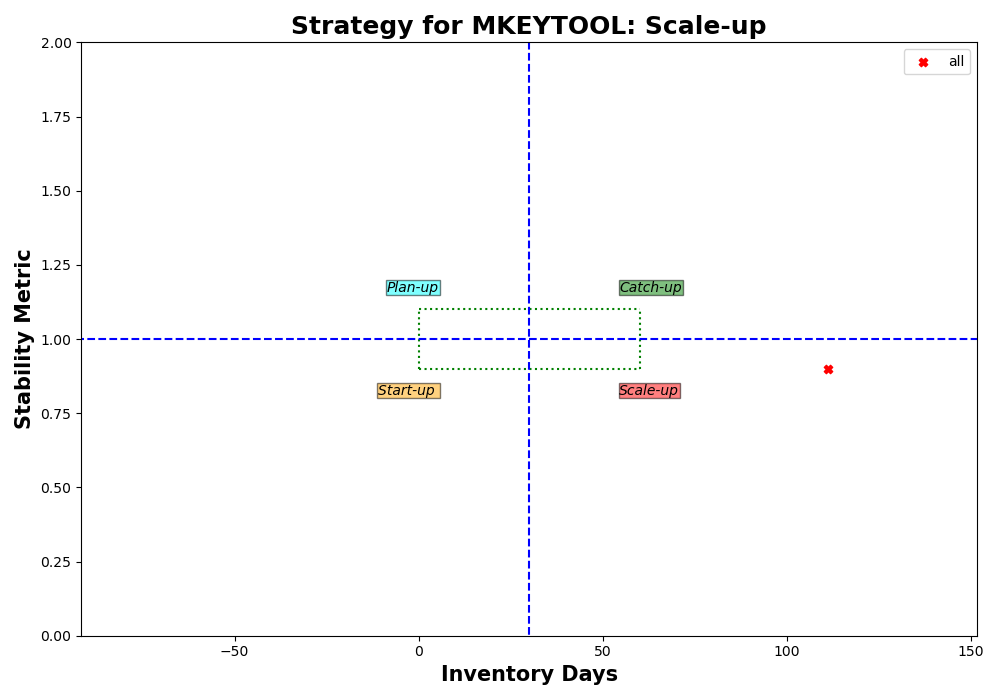 Strategy for MKEYTOOL: Scale-up
all
2.00
1.75
1.50
1.25
1.00
0.75
0.50
0.25
0.00
Stability Metric
Plan-up
Catch-up
Start-up
Scale-up
−50
0
50
100
150
Inventory Days